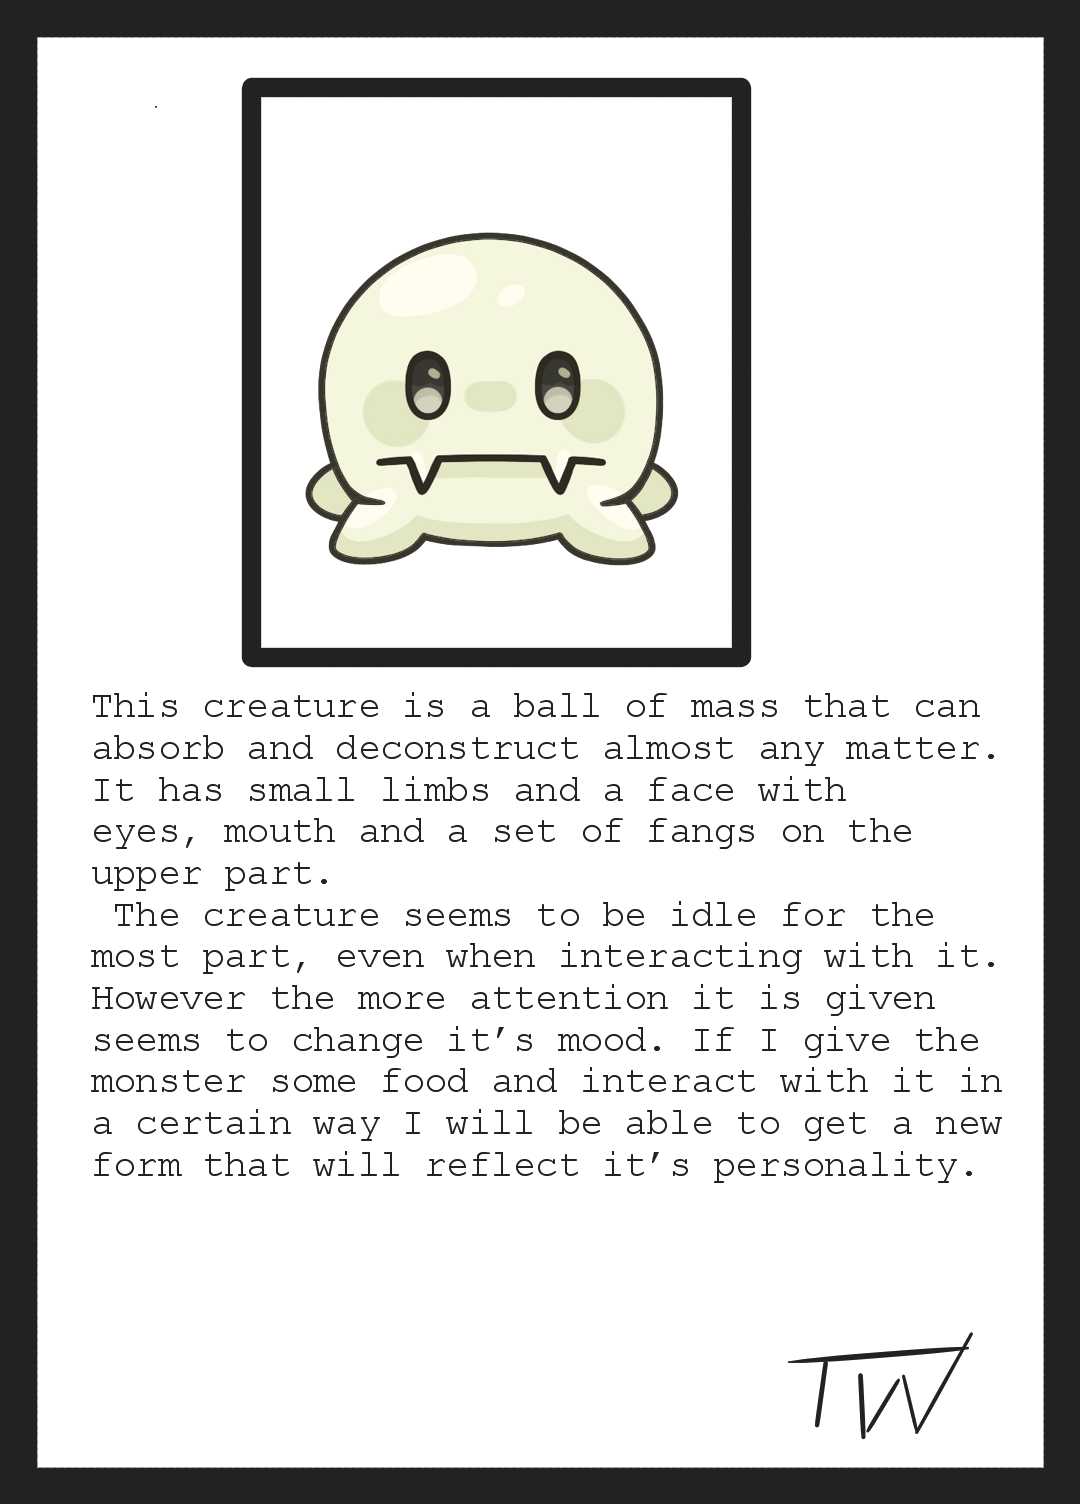 This creature is a ball of mass that can
absorb and deconstruct almost any matter.
It has small limbs and a face with
eyes, mouth and a set of fangs on the
upper part.
The creature seems to be idle for the
most part, even when interacting with it.
However the more attention it is given
seems to change it’s mood. If I give the
monster some food and interact with it in
a certain way I will be able to get a new
form that will reflect it’s personality.
TW